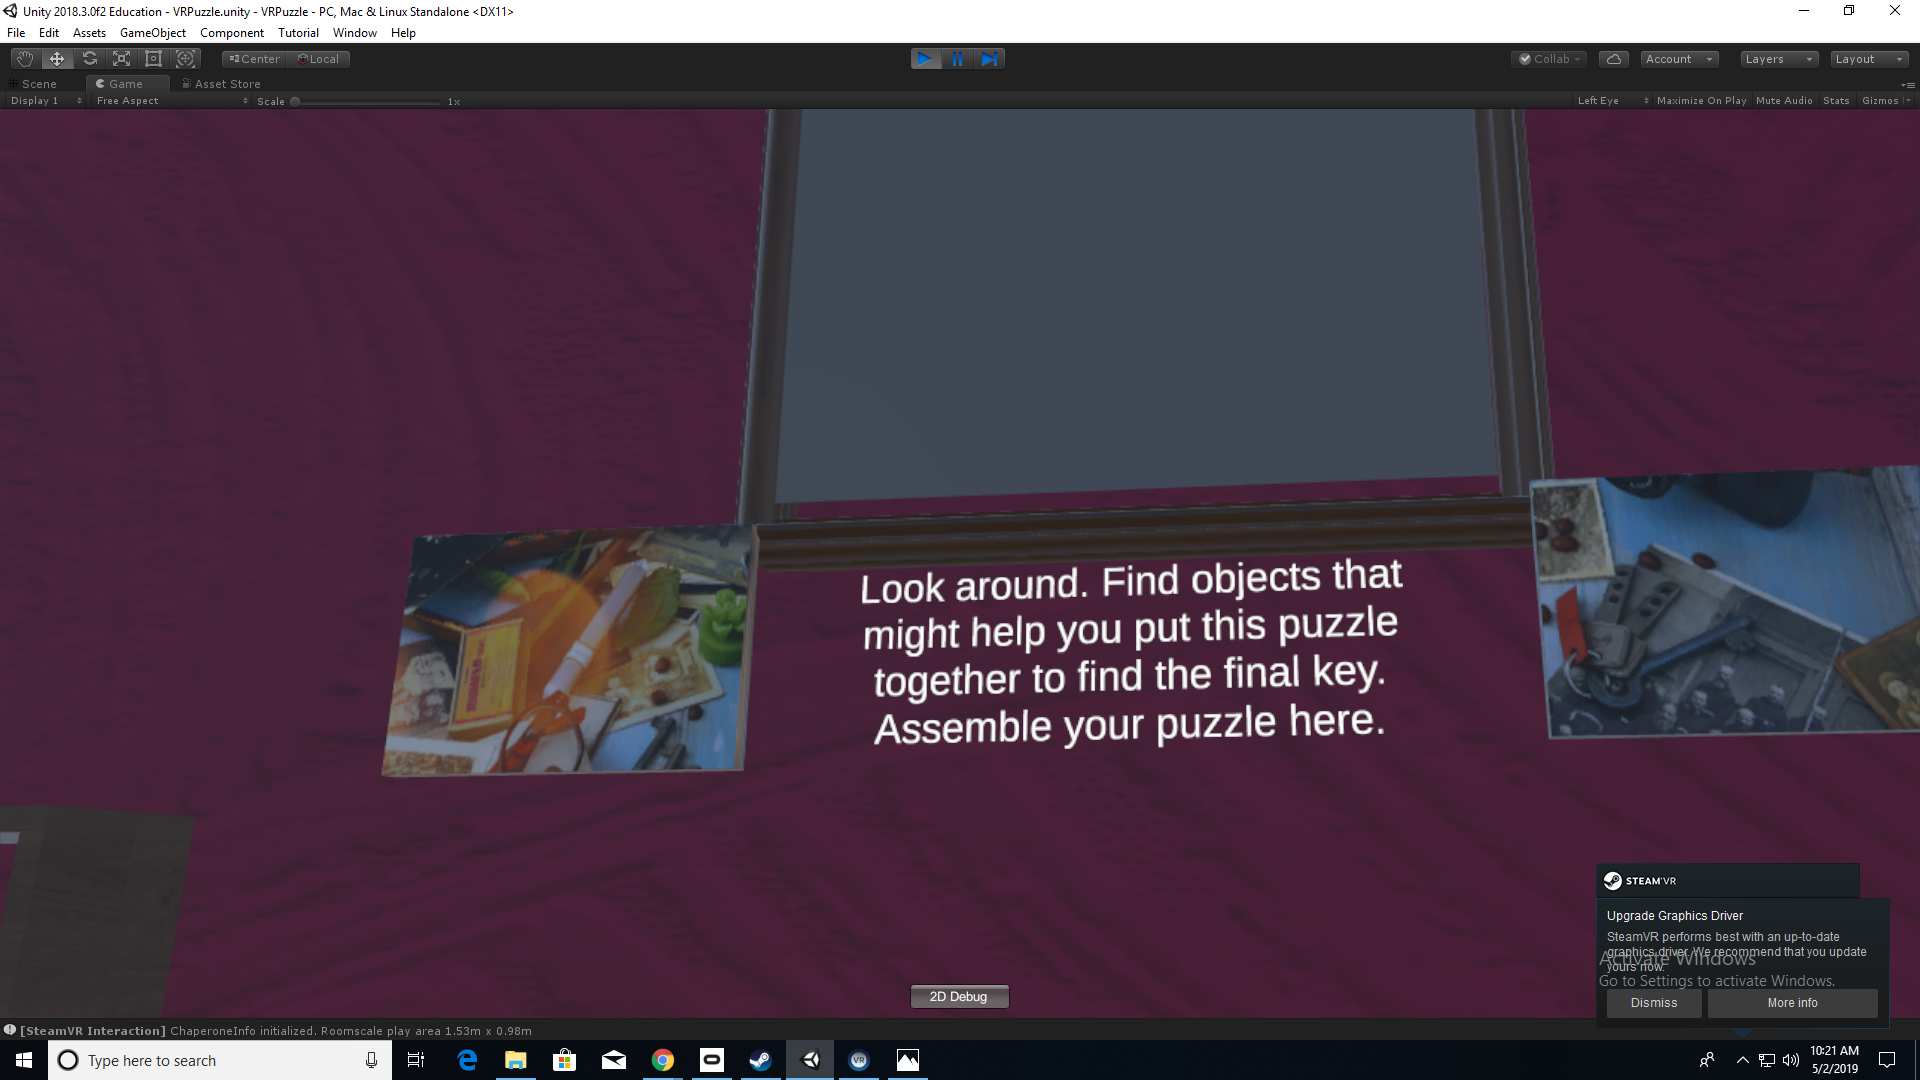 Unity 2018.3.0f2 Education - VRPuzzle.unity - VRPuzzle - PC, Mac & Linux Standalone <DX11>
File Edit Assets GameObject Component Tutorial Window Help
Center Local Collab Account Layers Layout
Scene Game Asset Store
Display 1 Free Aspect Scale 1x Left Eye Maximize On Play Mute Audio Stats Gizmos
Look around. Find objects that
might help you put this puzzle
together to find the final key.
Assemble your puzzle here.
STEAM VR
Upgrade Graphics Driver
SteamVR performs best with an up-to-date
graphics driver. We recommend that you update
yours now.
Activate Windows
Go to Settings to activate Windows.
Dismiss More info
2D Debug
[SteamVR Interaction] ChaperoneInfo initialized. Roomscale play area 1.53m x 0.98m
Type here to search
VR
10:21 AM
5/2/2019